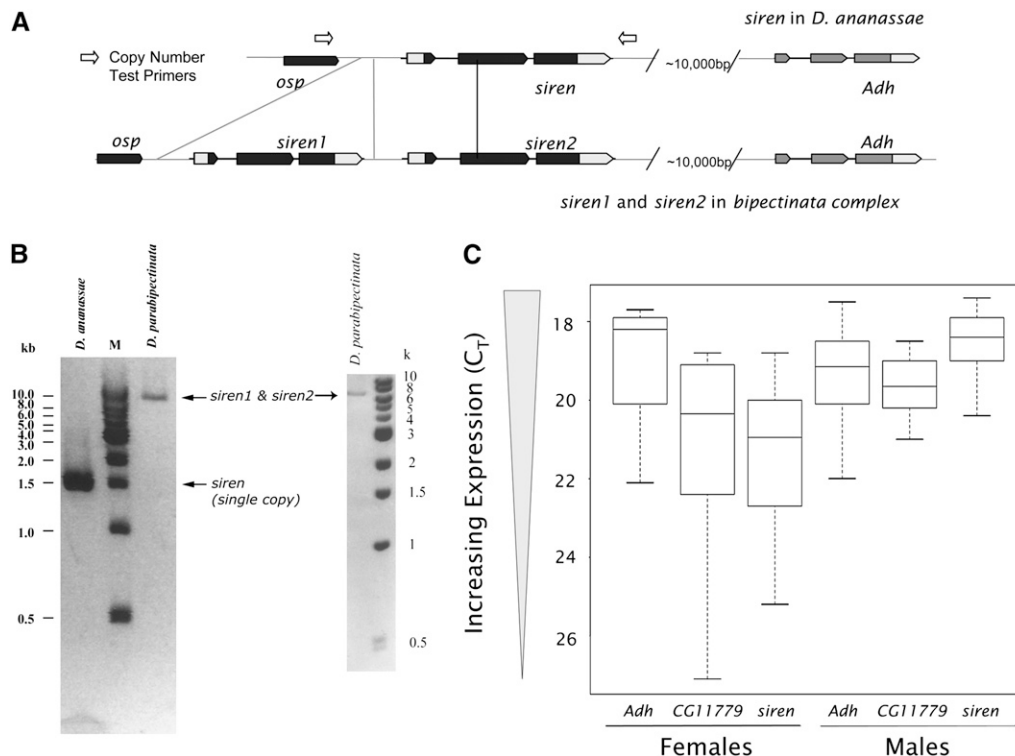 A
siren in D. ananassae
Copy Number
Test Primers
osp
siren
~10,000bp
Adh
osp
siren1
siren2
~10,000bp
Adh
siren1 and siren2 in bipectinata complex
B
D. ananassae
M
D. parabipectinata
kb
10.0
8.0
6.0
5.0
4.0
3.0
2.0
1.5
1.0
0.5
siren1 & siren2
siren
(single copy)
D. parabipectinata
k
10
8
6
5
4
3
2
1.5
1
0.5
C
Increasing Expression (CT)
18
20
22
24
26
Adh CG11779 siren Adh CG11779 siren
Females Males